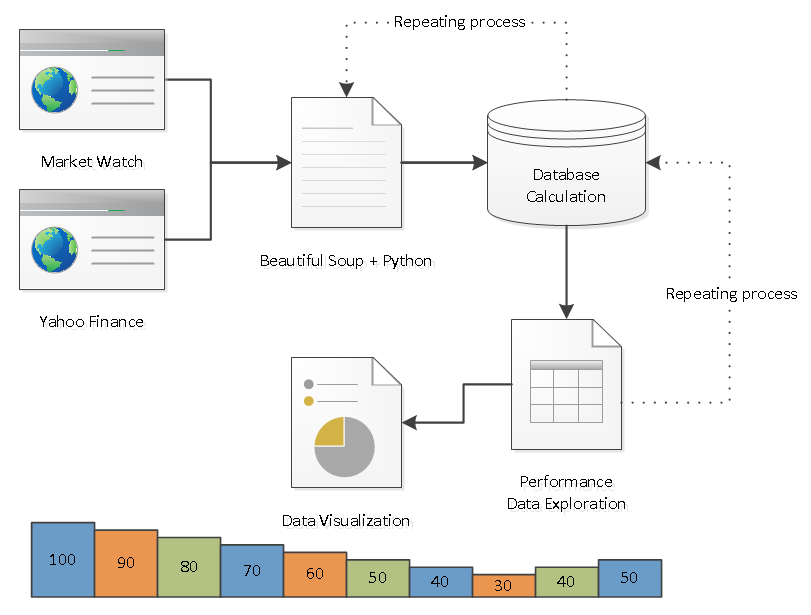 Repeating process
Market Watch
Database
Calculation
Beautiful Soup + Python
Repeating process
Yahoo Finance
Performance
Data Exploration
Data Visualization
100
90
80
70
60
50
40
30
40
50